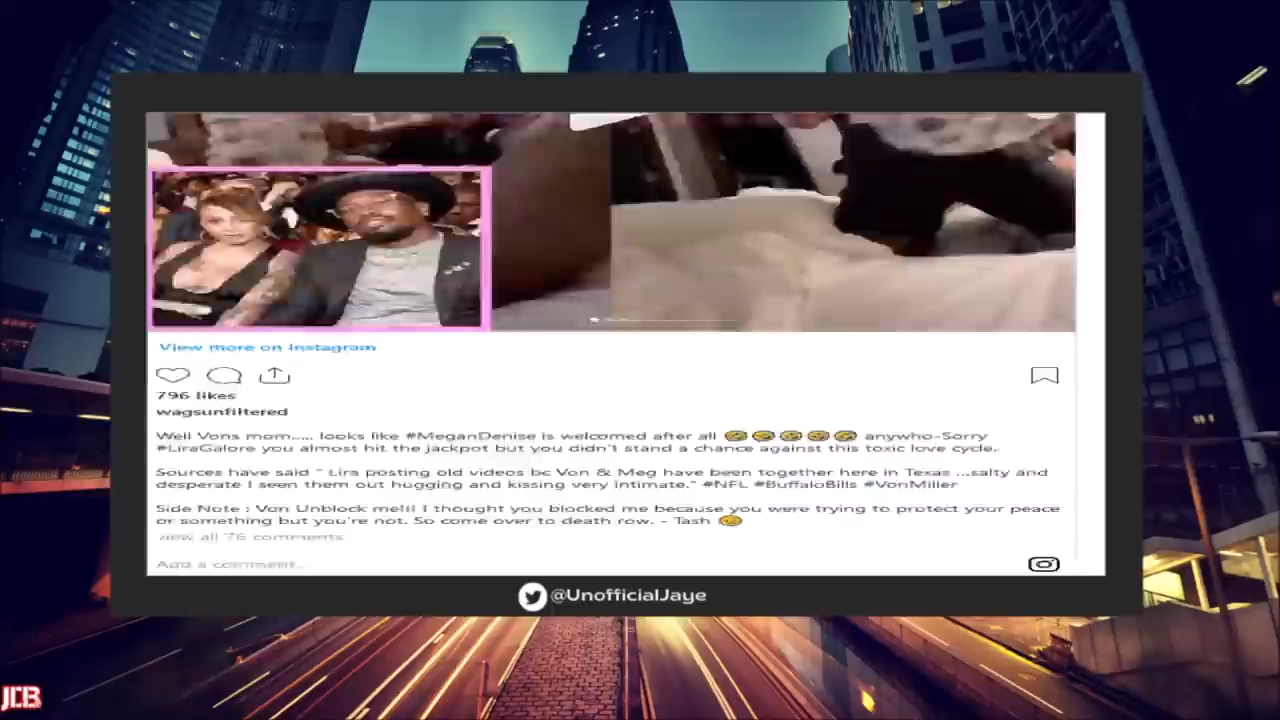 View more on Instagram
796 likes
wagsunfiltered
Well Vons mom..... looks like #MeganDenise is welcomed after all 🤣🤣🤣🤣🤣 anywho-Sorry
#LiraGalore you almost hit the jackpot but you didn't stand a chance against this toxic love cycle.
Sources have said " Lira posting old videos bc Von & Meg have been together here in Texas ...salty and
desperate I seen them out hugging and kissing very intimate." #NFL #BuffaloBills #VonMiller
Side Note : Von Unblock me!!! I thought you blocked me because you were trying to protect your peace
or something but you're not. So come over to death row. - Tash 🤣
view all 76 comments
Add a comment...
@UnofficialJaye
JCB